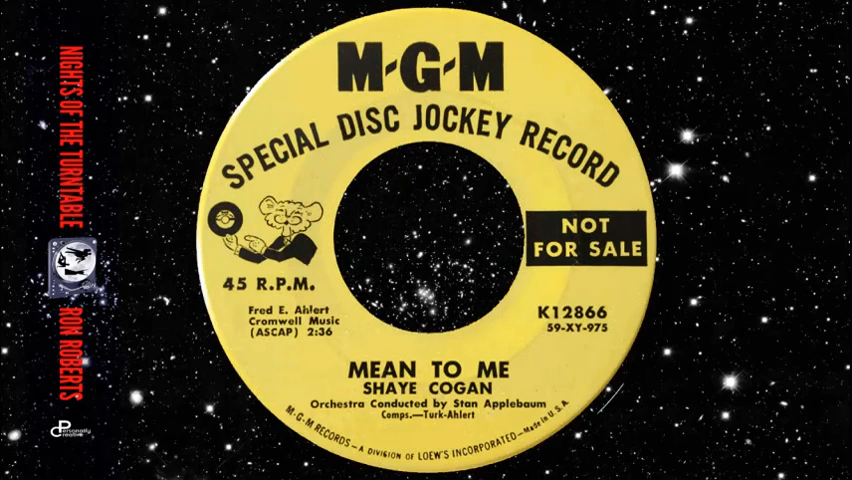 NIGHTS OF THE TURNTABLE
RON ROBERTS
Personally
Creative
M-G-M
SPECIAL DISC JOCKEY RECORD
NOT
FOR SALE
45 R.P.M.
Fred E. Ahlert
Cromwell Music
(ASCAP) 2:36
K12866
59-XY-975
MEAN TO ME
SHAYE COGAN
Orchestra Conducted by Stan Applebaum
Comps.—Turk-Ahlert
M-G-M RECORDS — A DIVISION OF LOEW'S INCORPORATED — Made in U.S.A.